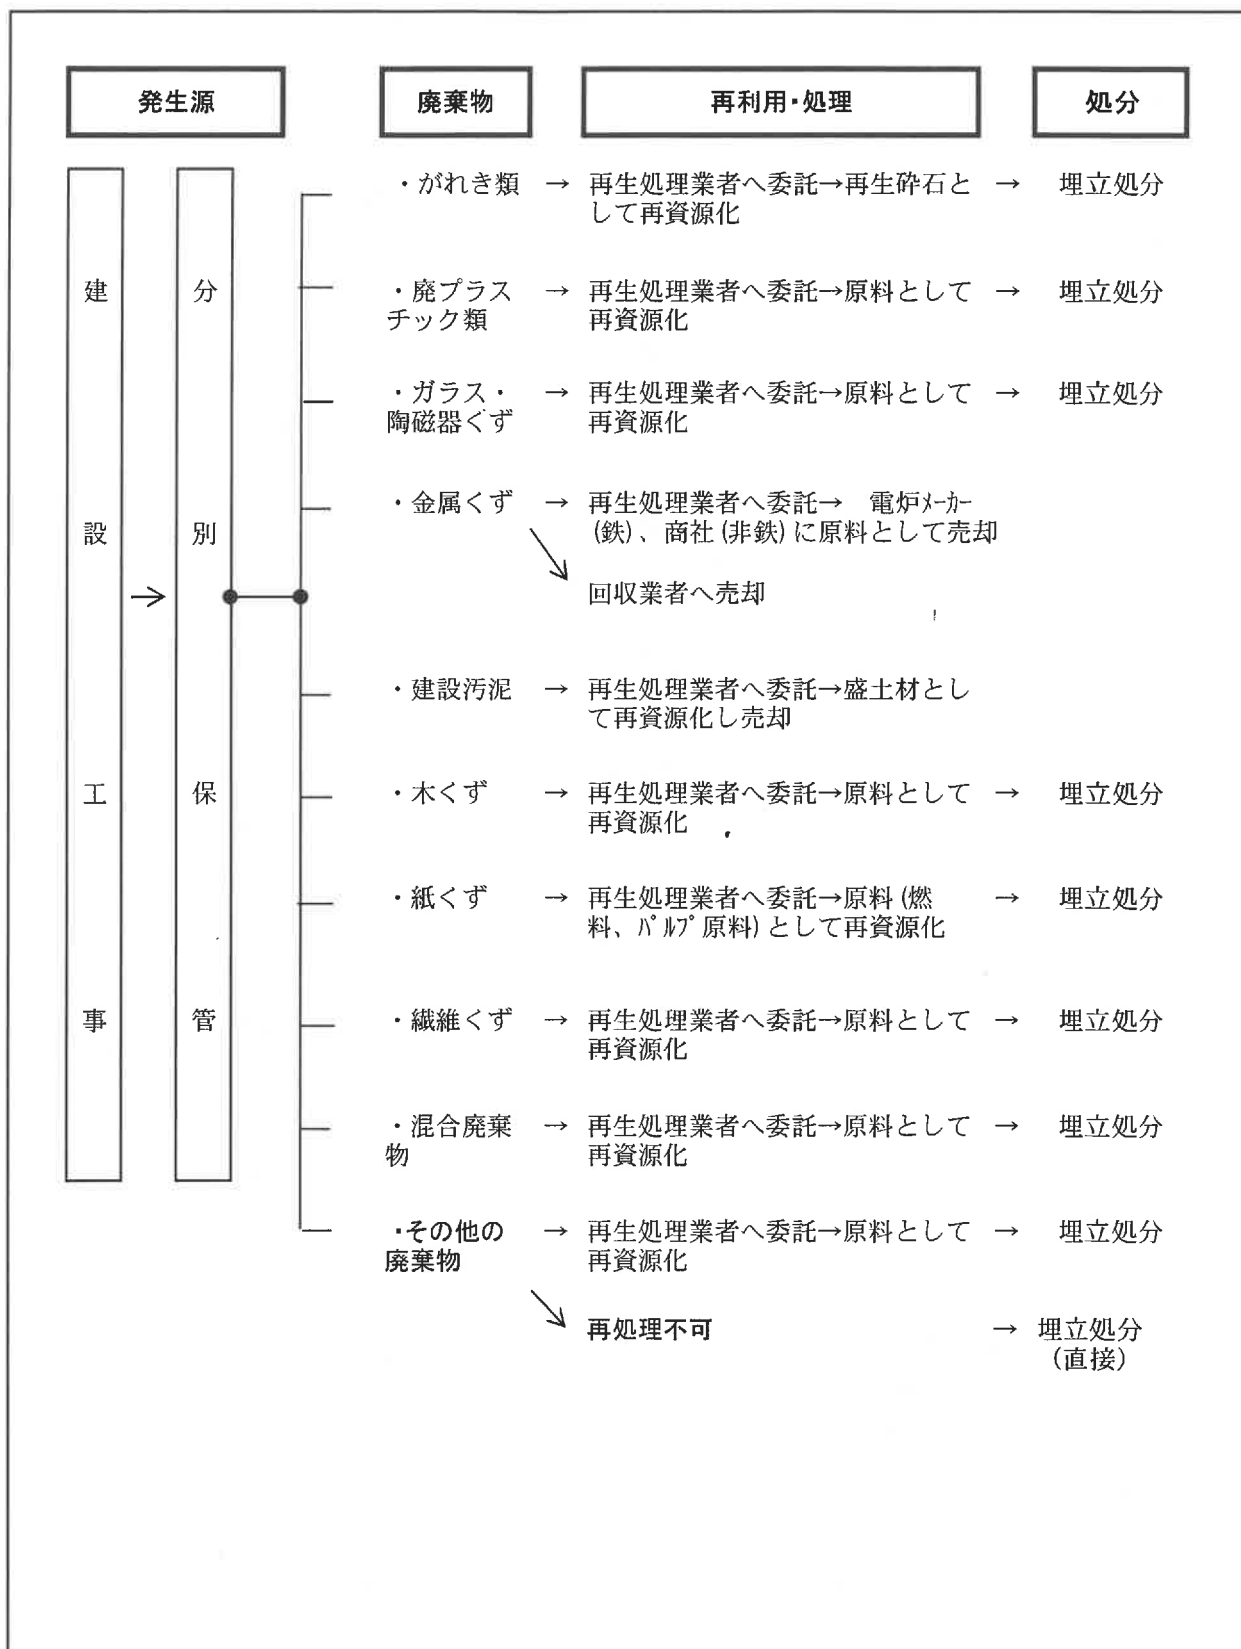 発生源
廃棄物
再利用・処理
処分
建設工事
→
分別保管
・がれき類 → 再生処理業者へ委託→再生砕石と → 埋立処分
して再資源化
・廃プラス → 再生処理業者へ委託→原料として → 埋立処分
チック類 再資源化
・ガラス・ → 再生処理業者へ委託→原料として → 埋立処分
陶磁器くず 再資源化
・金属くず → 再生処理業者へ委託→ 電炉ﾒｰｶｰ
(鉄)、商社(非鉄)に原料として売却
回収業者へ売却
・建設汚泥 → 再生処理業者へ委託→盛土材とし
て再資源化し売却
・木くず → 再生処理業者へ委託→原料として → 埋立処分
再資源化
・紙くず → 再生処理業者へ委託→原料(燃 → 埋立処分
料、ﾊﾟﾙﾌﾟ原料)として再資源化
・繊維くず → 再生処理業者へ委託→原料として → 埋立処分
再資源化
・混合廃棄 → 再生処理業者へ委託→原料として → 埋立処分
物 再資源化
・その他の → 再生処理業者へ委託→原料として → 埋立処分
廃棄物 再資源化
再処理不可 → 埋立処分
(直接)